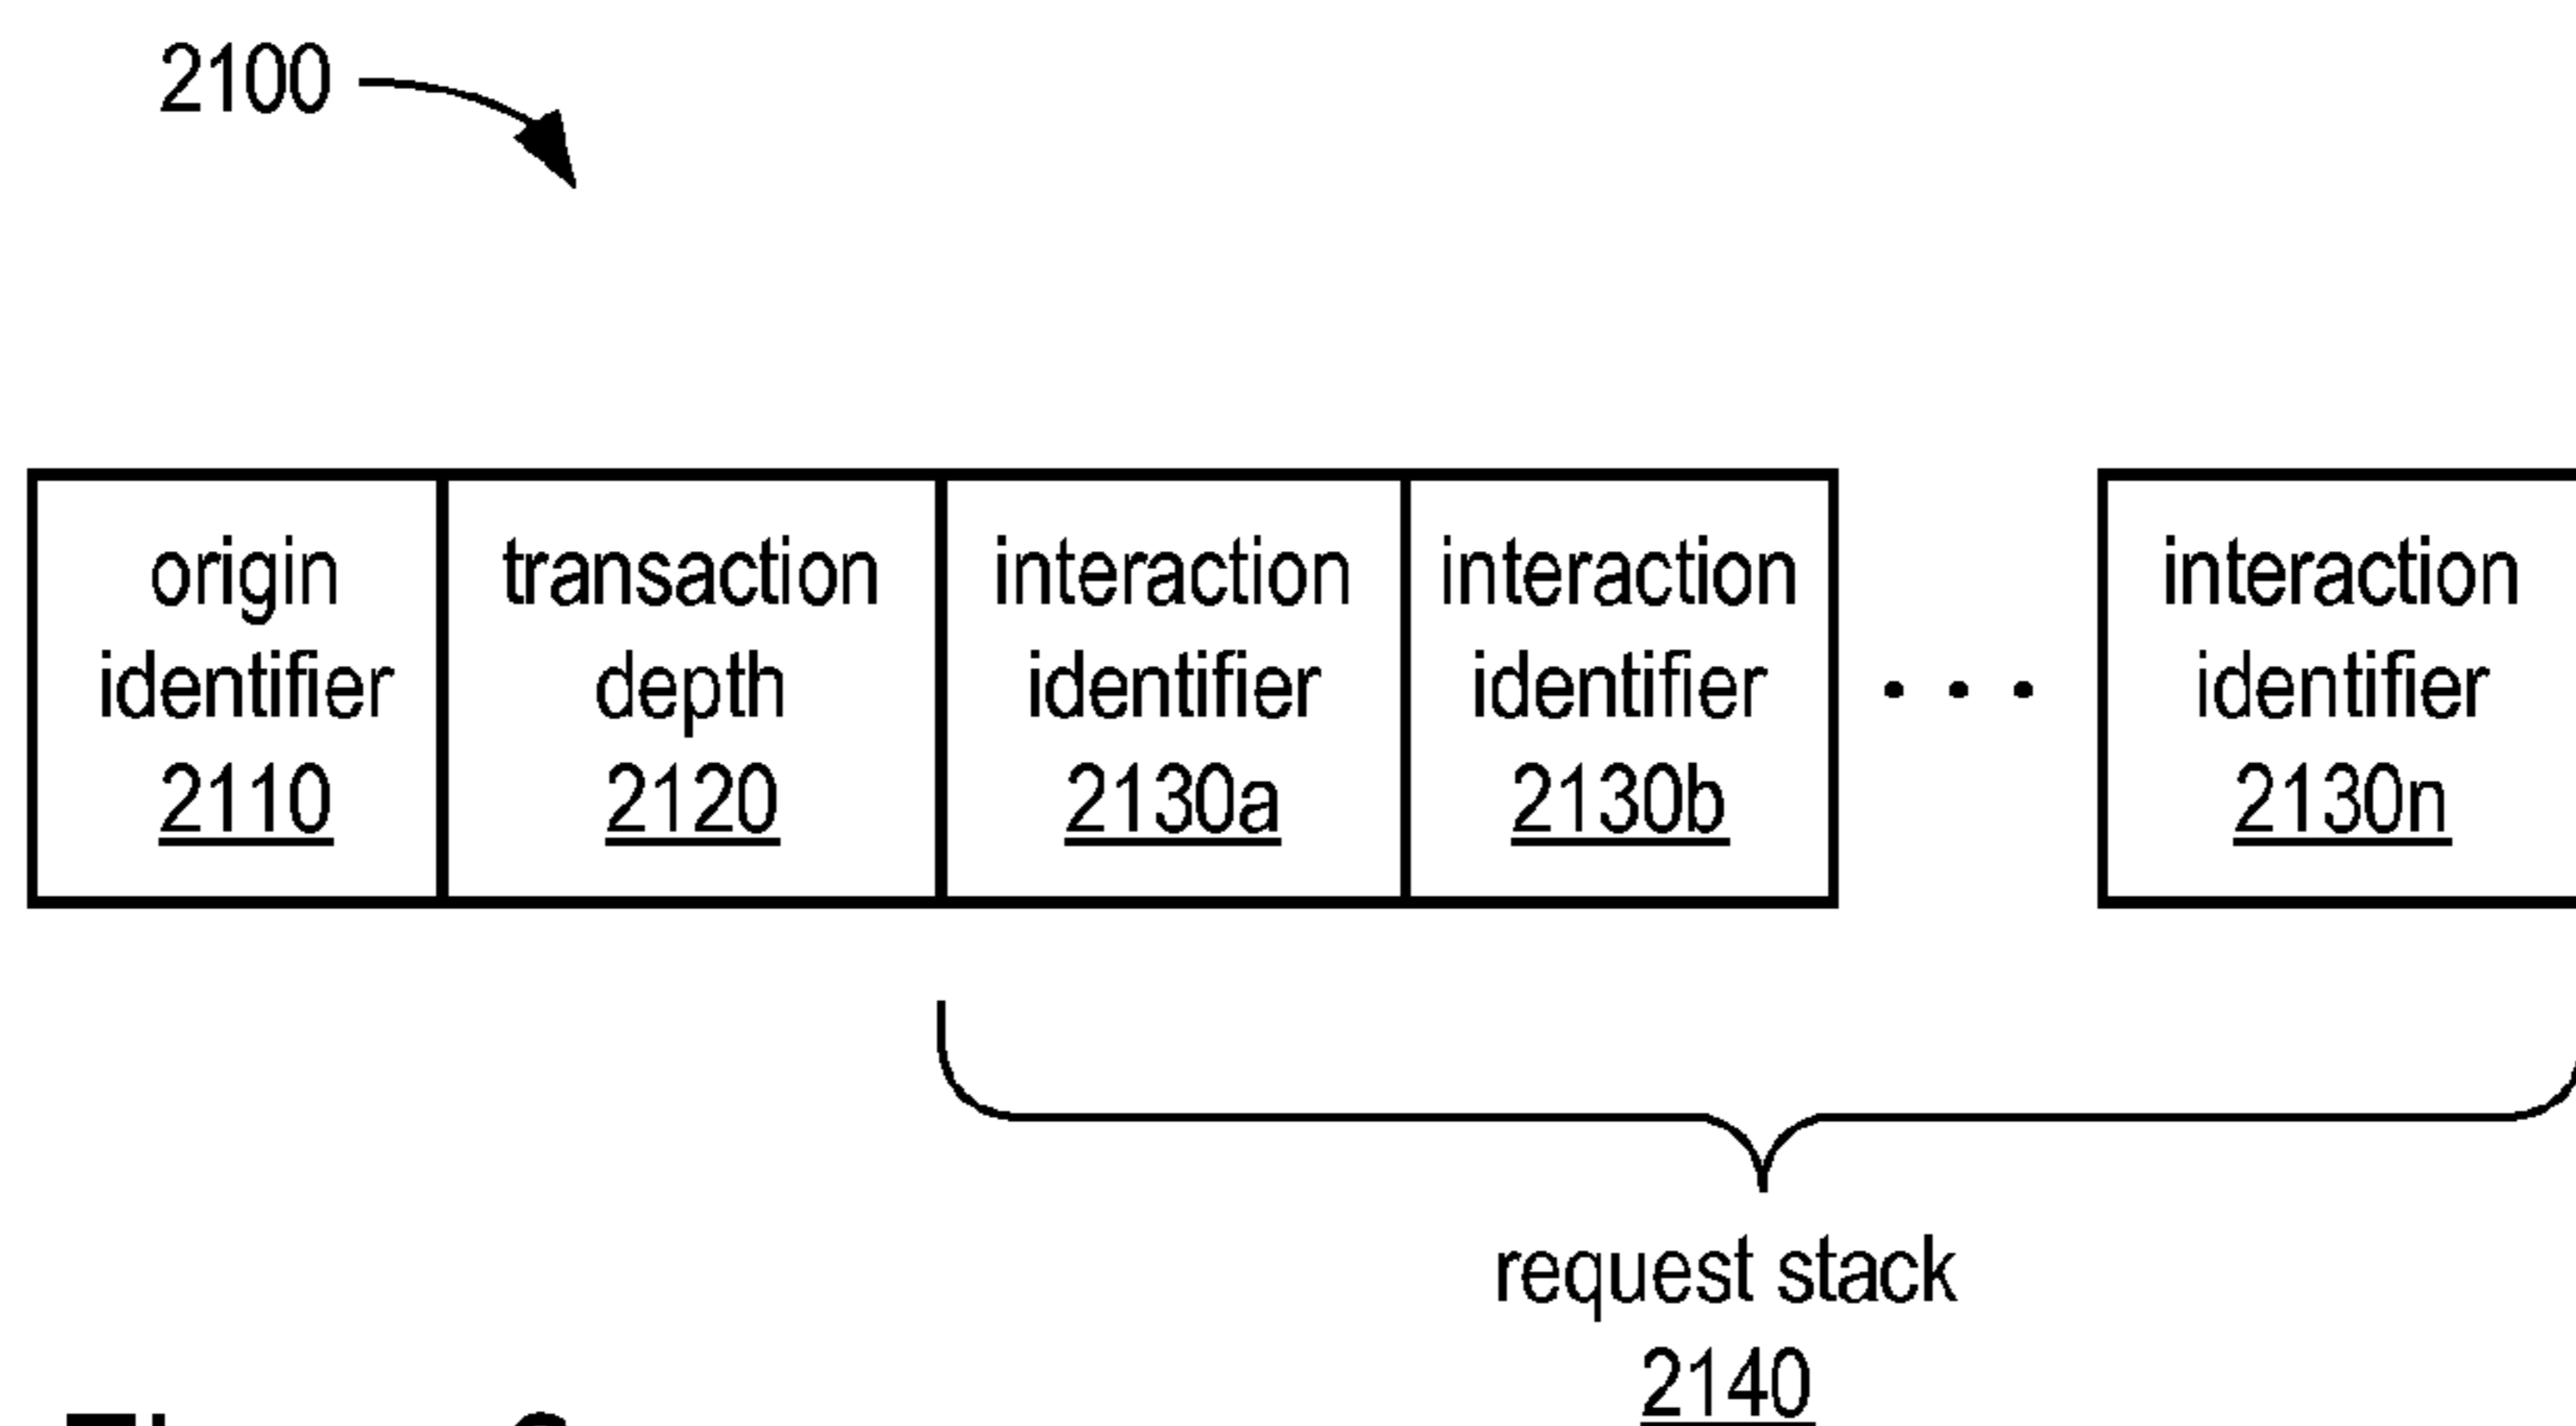 2100
origin
identifier
2110
transaction
depth
2120
interaction
identifier
2130a
interaction
identifier
2130b
. . .
interaction
identifier
2130n
request stack
2140